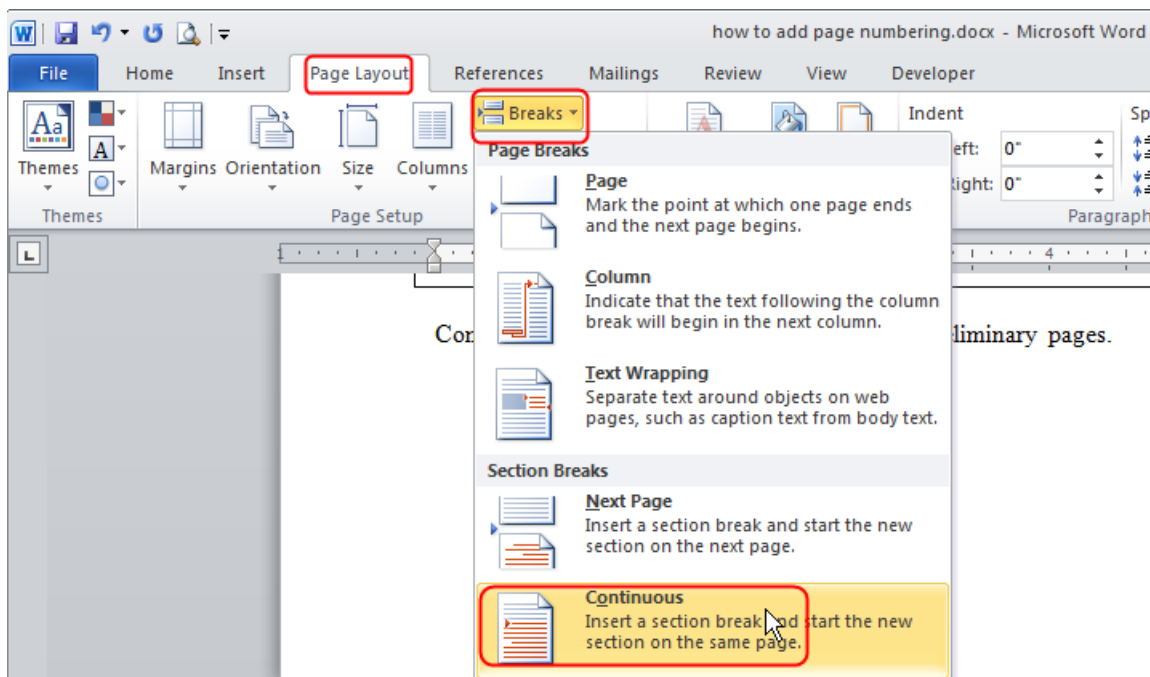 how to add page numbering.docx - Microsoft Word
File Home Insert Page Layout References Mailings Review View Developer
Aa
A
Themes
Margins Orientation Size Columns
Breaks
Indent
Left: 0"
Right: 0"
Themes Page Setup
Page Breaks
Page
Mark the point at which one page ends
and the next page begins.
Column
Indicate that the text following the column
break will begin in the next column.
Text Wrapping
Separate text around objects on web
pages, such as caption text from body text.
Section Breaks
Next Page
Insert a section break and start the new
section on the next page.
Continuous
Insert a section break and start the new
section on the same page.
4
pages.